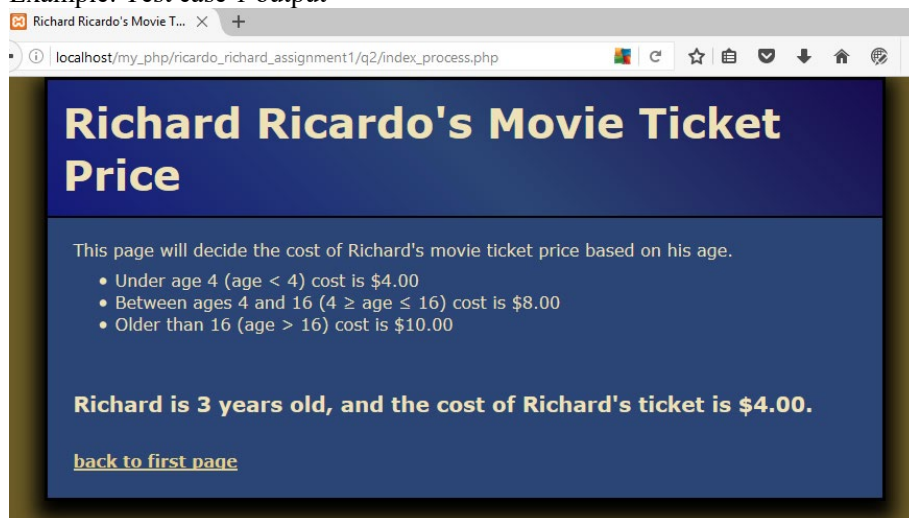 Example: Test case 1 output
Richard Ricardo's Movie T...
localhost/my_php/ricardo_richard_assignment1/q2/index_process.php
Richard Ricardo's Movie Ticket
Price
This page will decide the cost of Richard's movie ticket price based on his age.
• Under age 4 (age < 4) cost is $4.00
• Between ages 4 and 16 (4 ≥ age ≤ 16) cost is $8.00
• Older than 16 (age > 16) cost is $10.00
Richard is 3 years old, and the cost of Richard's ticket is $4.00.
back to first page